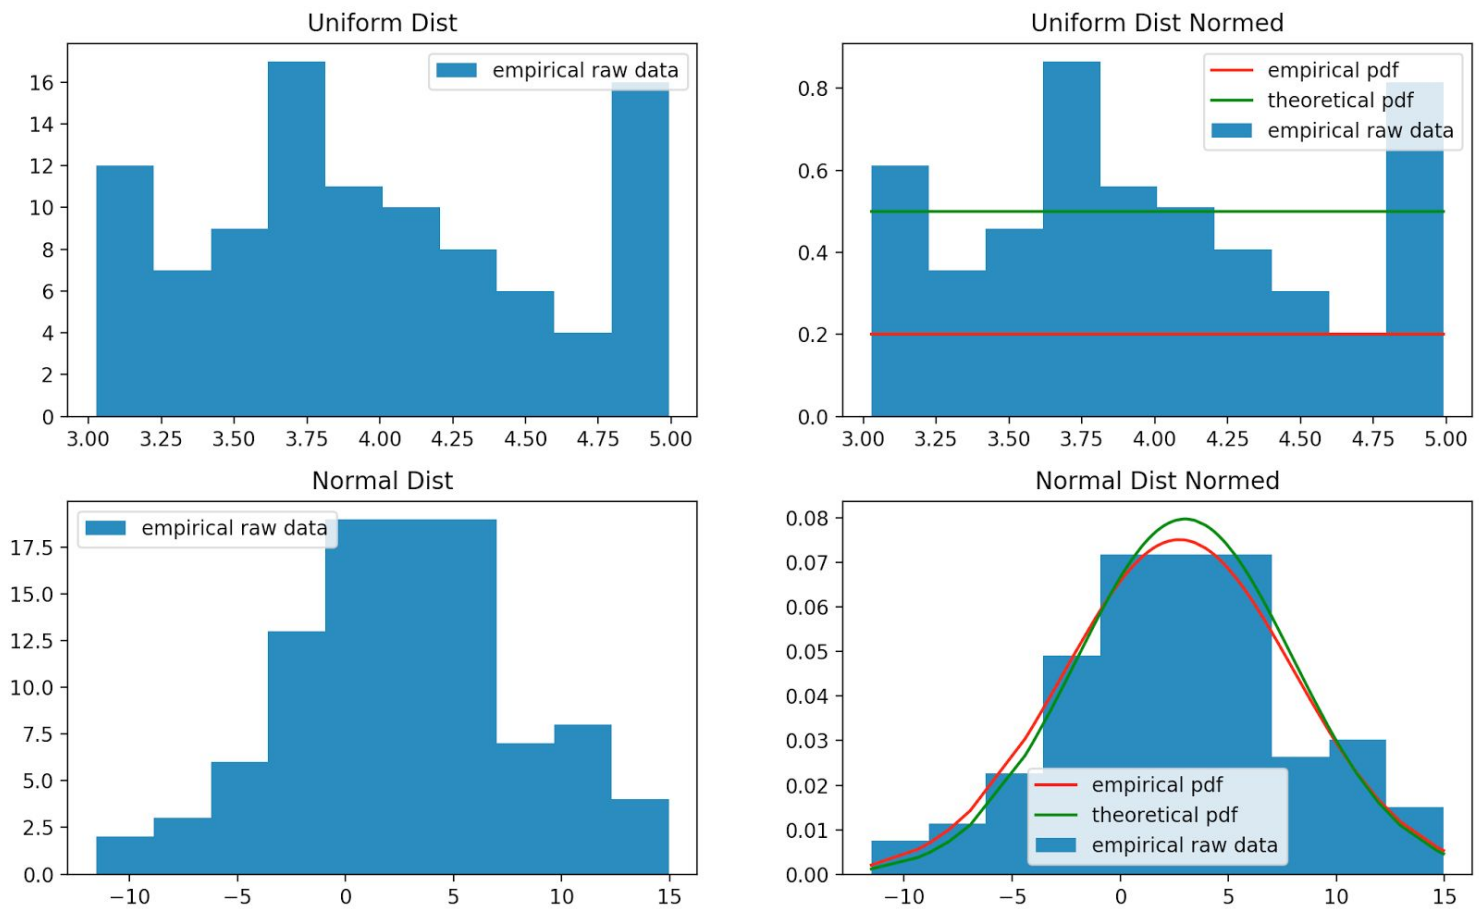 Uniform Dist
empirical raw data
16
14
12
10
8
6
4
2
0
3.00 3.25 3.50 3.75 4.00 4.25 4.50 4.75 5.00
Uniform Dist Normed
empirical pdf
theoretical pdf
empirical raw data
0.8
0.6
0.4
0.2
0.0
3.00 3.25 3.50 3.75 4.00 4.25 4.50 4.75 5.00
Normal Dist
empirical raw data
17.5
15.0
12.5
10.0
7.5
5.0
2.5
0.0
−10 −5 0 5 10 15
Normal Dist Normed
0.08
0.07
0.06
0.05
0.04
0.03
0.02
0.01
0.00
empirical pdf
theoretical pdf
empirical raw data
−10 −5 0 5 10 15